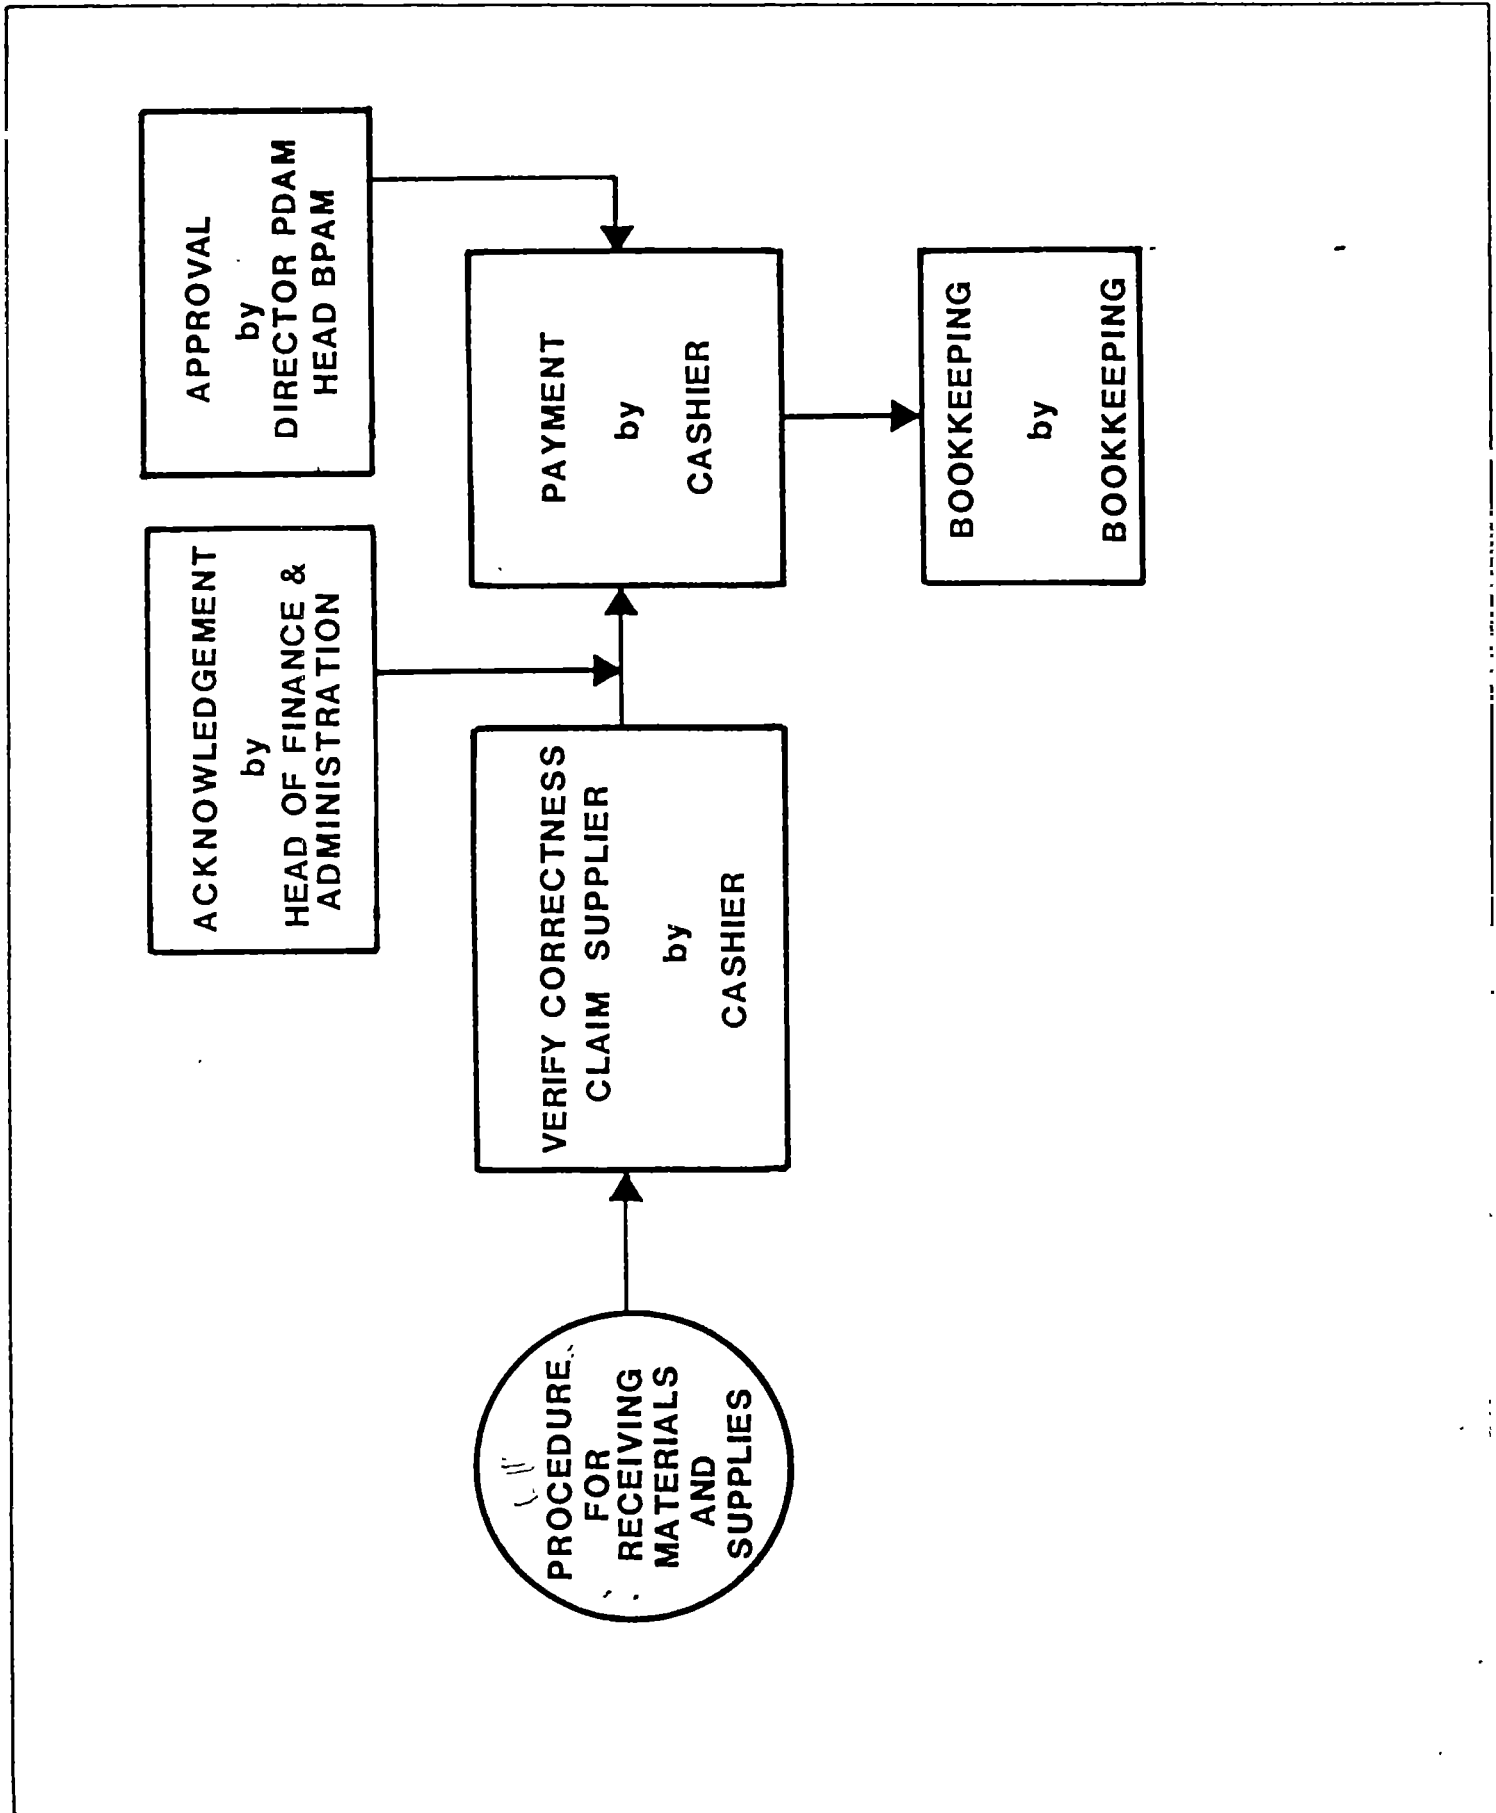 ACKNOWLEDGEMENT
by
HEAD OF FINANCE &
ADMINISTRATION
APPROVAL
by
DIRECTOR PDAM
HEAD BPAM
PROCEDURE
FOR
RECEIVING
MATERIALS
AND
SUPPLIES
VERIFY CORRECTNESS
CLAIM SUPPLIER
by
CASHIER
PAYMENT
by
CASHIER
BOOKKEEPING
by
BOOKKEEPING